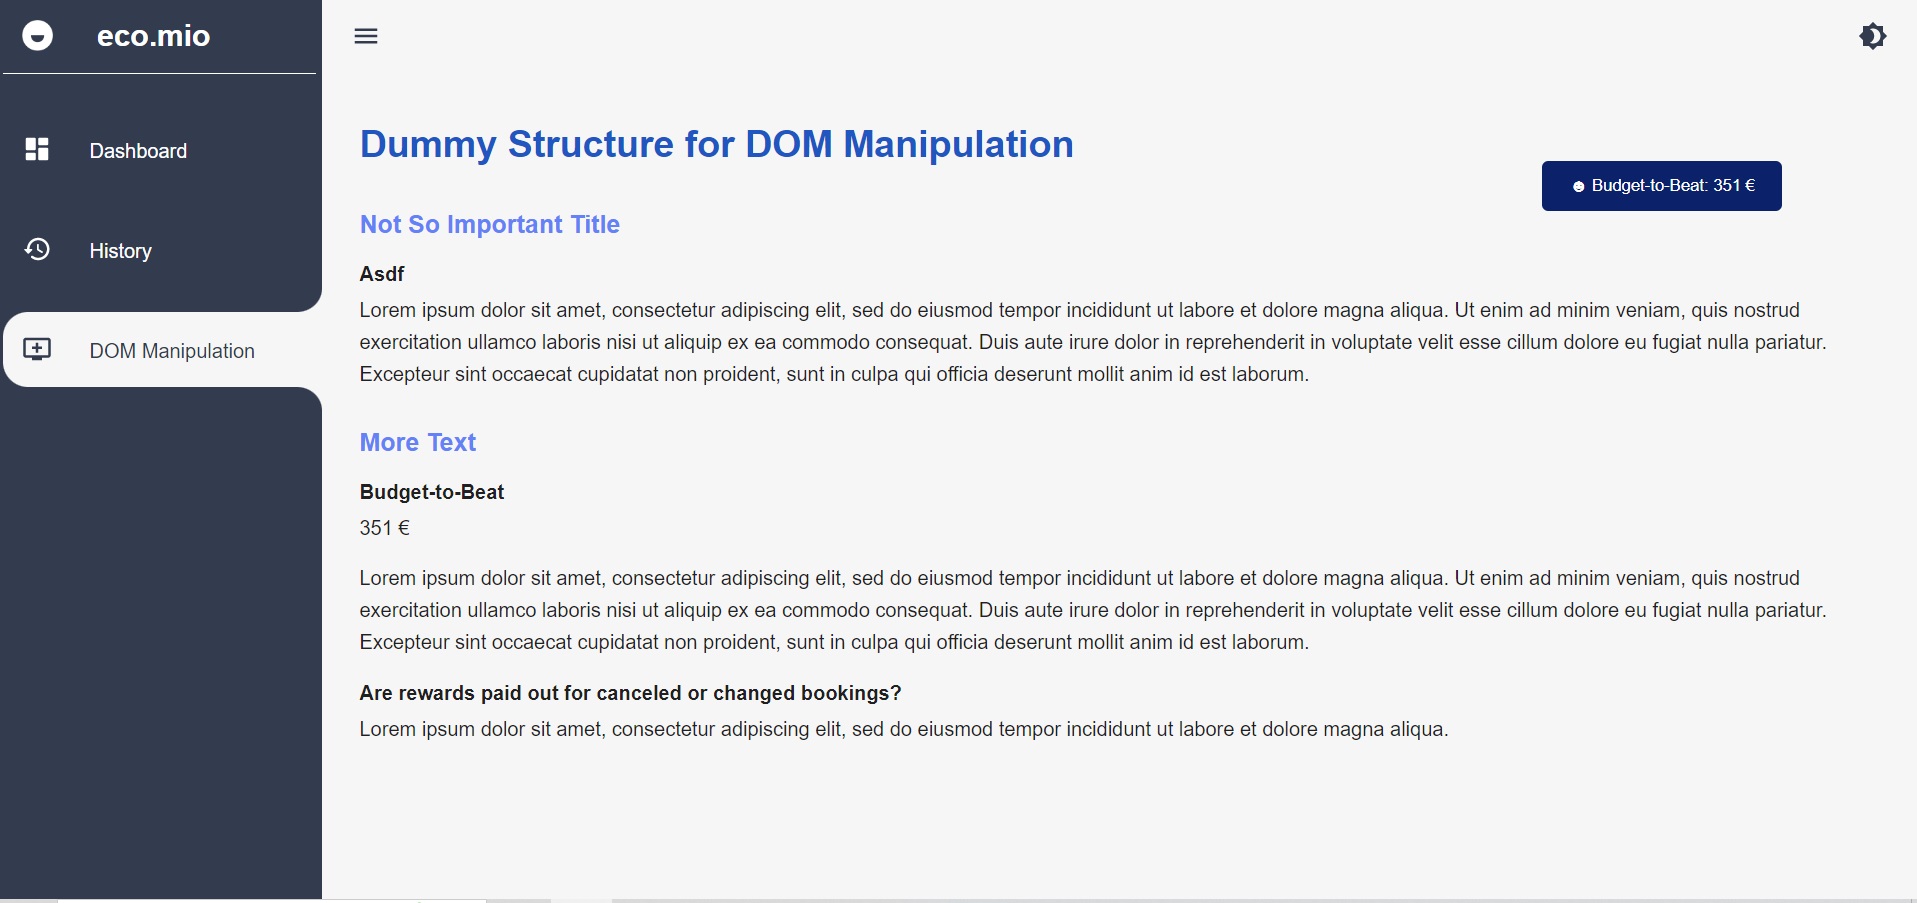 eco.mio
Dashboard
History
DOM Manipulation
Dummy Structure for DOM Manipulation
Budget-to-Beat: 351 €
Not So Important Title
Asdf
Lorem ipsum dolor sit amet, consectetur adipiscing elit, sed do eiusmod tempor incididunt ut labore et dolore magna aliqua. Ut enim ad minim veniam, quis nostrud
exercitation ullamco laboris nisi ut aliquip ex ea commodo consequat. Duis aute irure dolor in reprehenderit in voluptate velit esse cillum dolore eu fugiat nulla pariatur.
Excepteur sint occaecat cupidatat non proident, sunt in culpa qui officia deserunt mollit anim id est laborum.
More Text
Budget-to-Beat
351 €
Lorem ipsum dolor sit amet, consectetur adipiscing elit, sed do eiusmod tempor incididunt ut labore et dolore magna aliqua. Ut enim ad minim veniam, quis nostrud
exercitation ullamco laboris nisi ut aliquip ex ea commodo consequat. Duis aute irure dolor in reprehenderit in voluptate velit esse cillum dolore eu fugiat nulla pariatur.
Excepteur sint occaecat cupidatat non proident, sunt in culpa qui officia deserunt mollit anim id est laborum.
Are rewards paid out for canceled or changed bookings?
Lorem ipsum dolor sit amet, consectetur adipiscing elit, sed do eiusmod tempor incididunt ut labore et dolore magna aliqua.